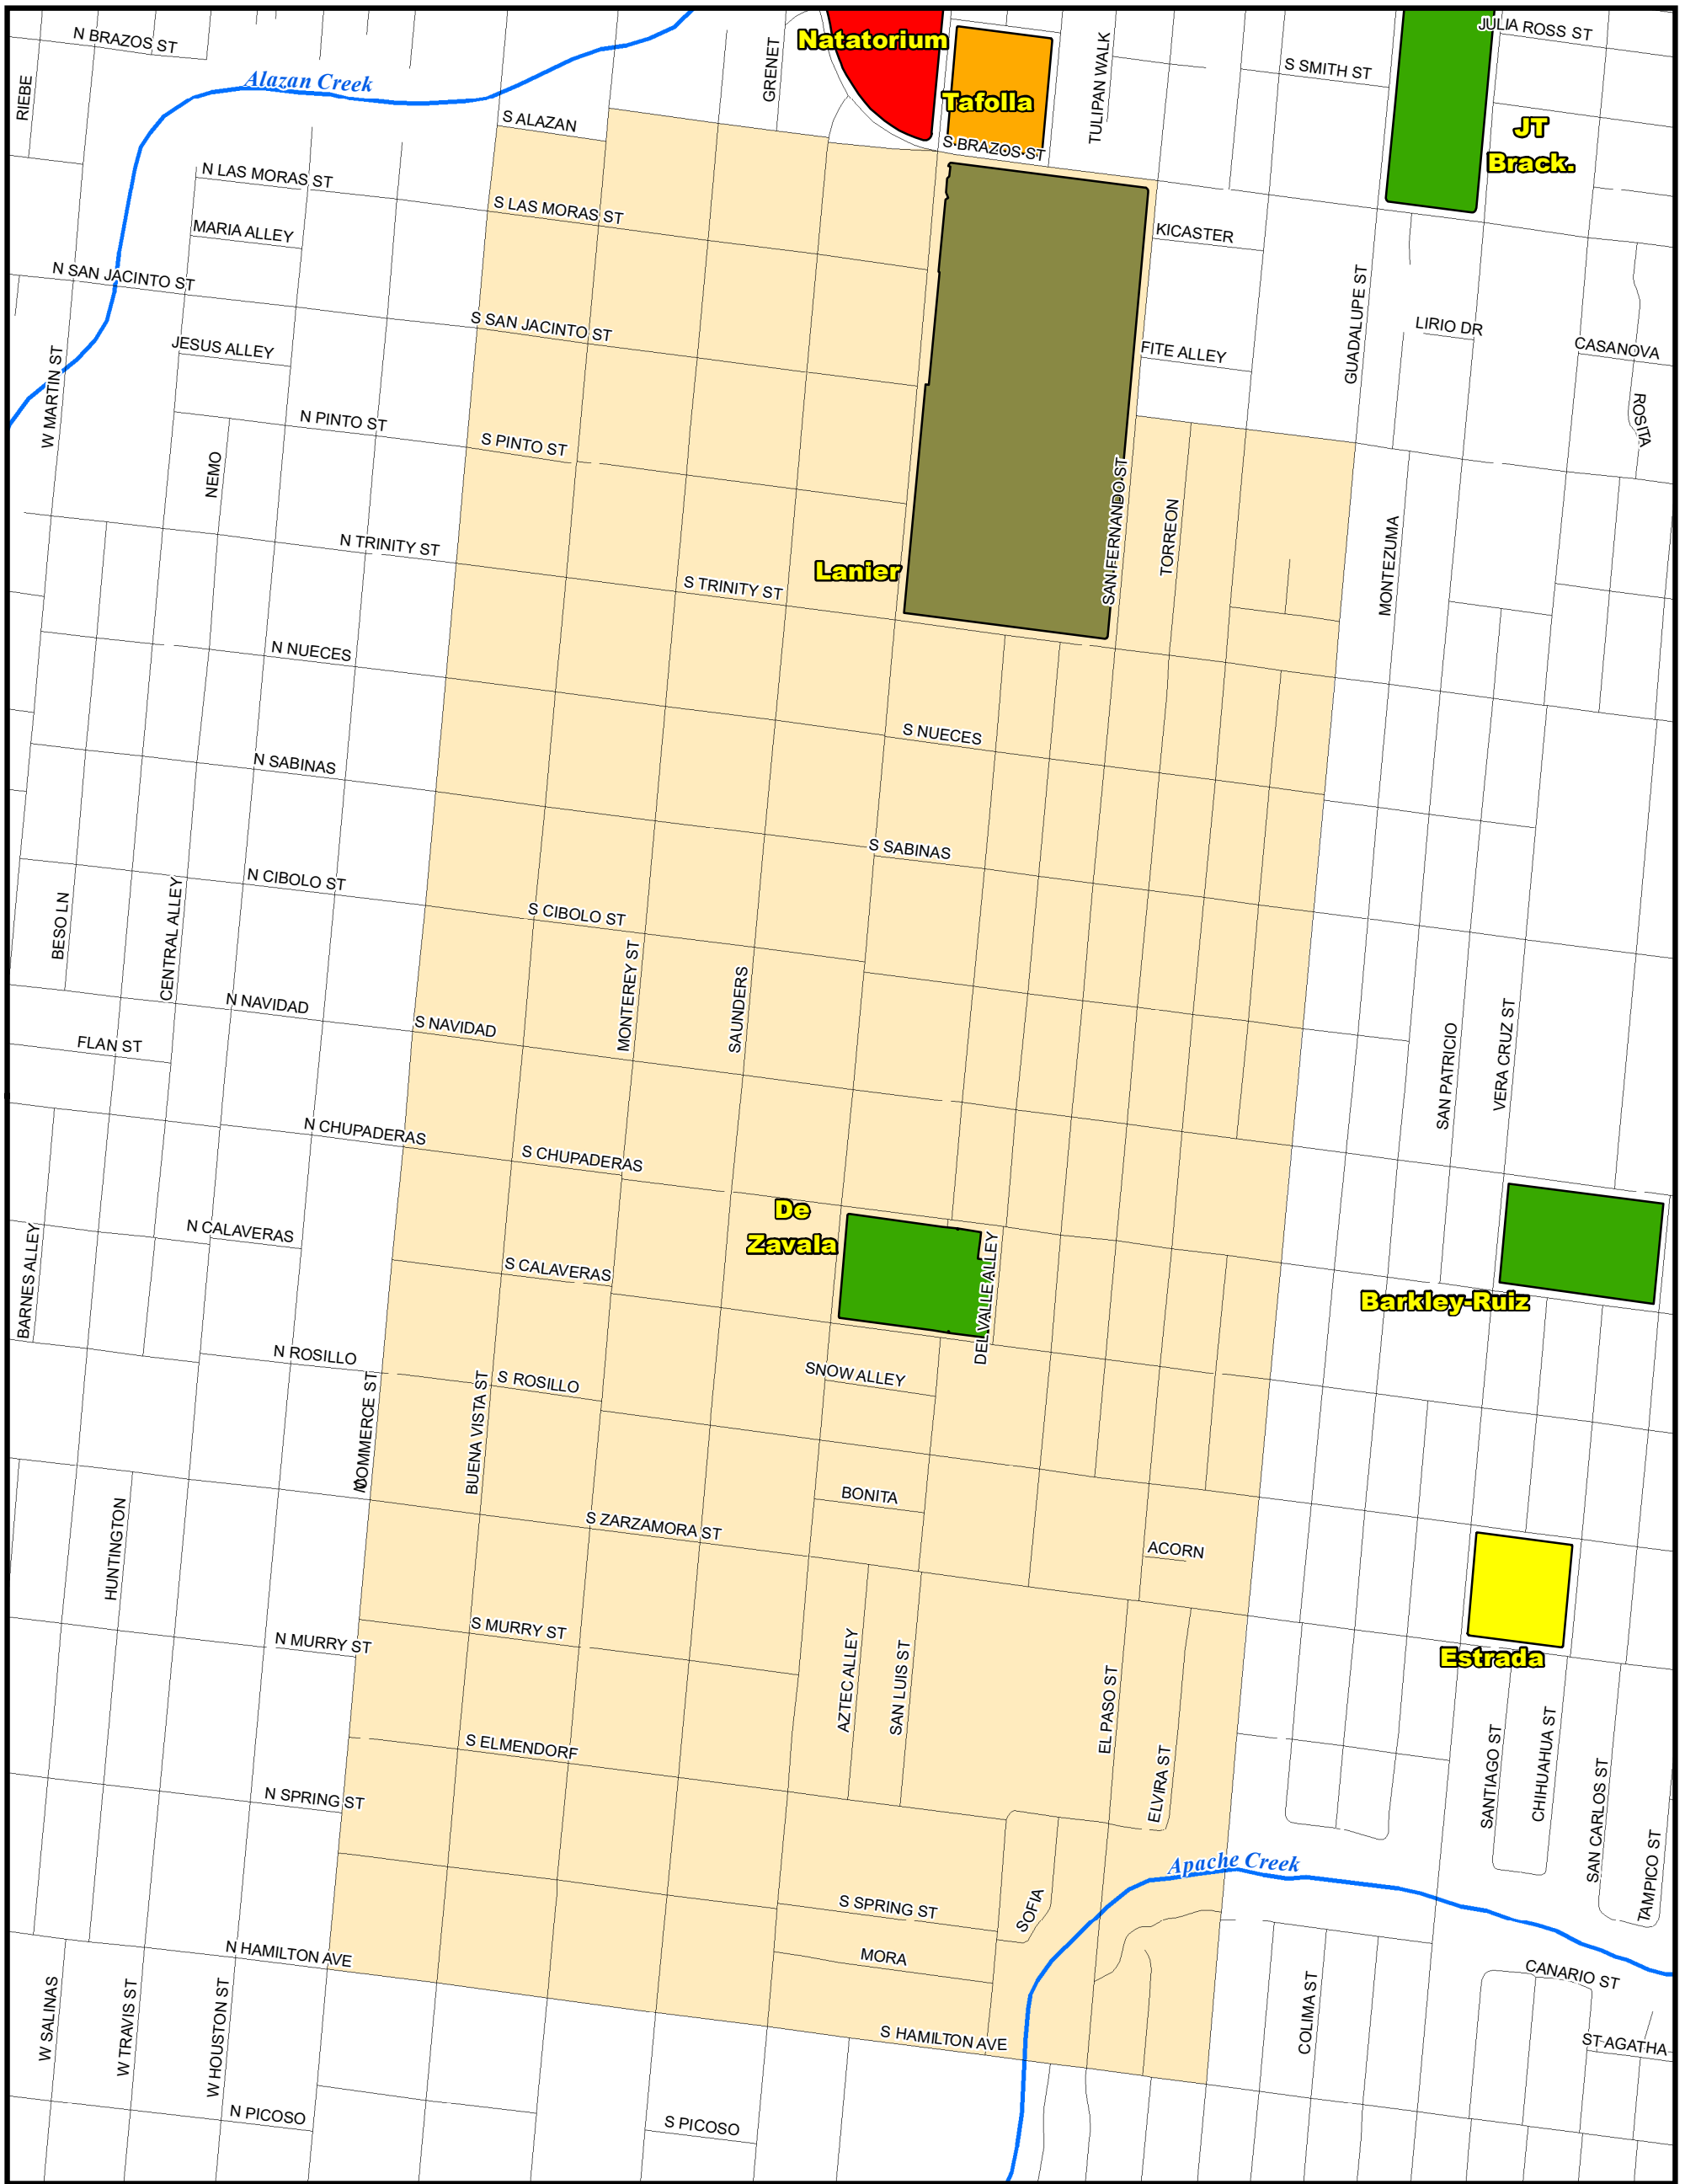 N BRAZOS ST
Natatorium
JULIA ROSS ST
GRENET
TULIPAN WALK
S SMITH ST
Alazan Creek
RIEBE
Tafolla
S ALAZAN
S BRAZOS ST
JT
Brack.
N LAS MORAS ST
S LAS MORAS ST
MARIA ALLEY
KICASTER
N SAN JACINTO ST
GUADALUPE ST
S SAN JACINTO ST
LIRIO DR
JESUS ALLEY
FITE ALLEY
CASANOVA
W MARTIN ST
ROSITA
N PINTO ST
S PINTO ST
NEMO
SAN FERNANDO ST
TORREON
N TRINITY ST
Lanier
MONTEZUMA
S TRINITY ST
N NUECES
S NUECES
N SABINAS
S SABINAS
N CIBOLO ST
S CIBOLO ST
BESO LN
CENTRAL ALLEY
MONTEREY ST
SAUNDERS
N NAVIDAD
S NAVIDAD
FLAN ST
SAN PATRICIO
VERA CRUZ ST
N CHUPADERAS
S CHUPADERAS
De
Zavala
N CALAVERAS
S CALAVERAS
BARNES ALLEY
DEL VALLE ALLEY
Barkley-Ruiz
N ROSILLO
S ROSILLO
SNOW ALLEY
COMMERCE ST
BUENA VISTA ST
BONITA
S ZARZAMORA ST
ACORN
HUNTINGTON
N MURRY ST
S MURRY ST
AZTEC ALLEY
SAN LUIS ST
EL PASO ST
Estrada
S ELMENDORF
ELVIRA ST
SANTIAGO ST
CHIHUAHUA ST
SAN CARLOS ST
TAMPICO ST
N SPRING ST
Apache Creek
S SPRING ST
SOFIA
N HAMILTON AVE
MORA
CANARIO ST
W SALINAS
W TRAVIS ST
W HOUSTON ST
COLIMA ST
S HAMILTON AVE
ST AGATHA
N PICOSO
S PICOSO